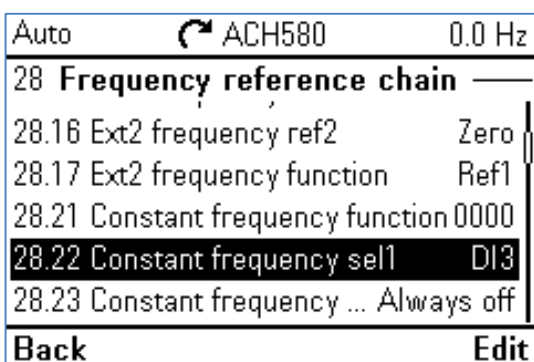 Auto ACH580 0.0 Hz
28 Frequency reference chain
28.16 Ext2 frequency ref2 Zero
28.17 Ext2 frequency function Ref1
28.21 Constant frequency function 0000
28.22 Constant frequency sel1 DI3
28.23 Constant frequency ... Always off
Back Edit